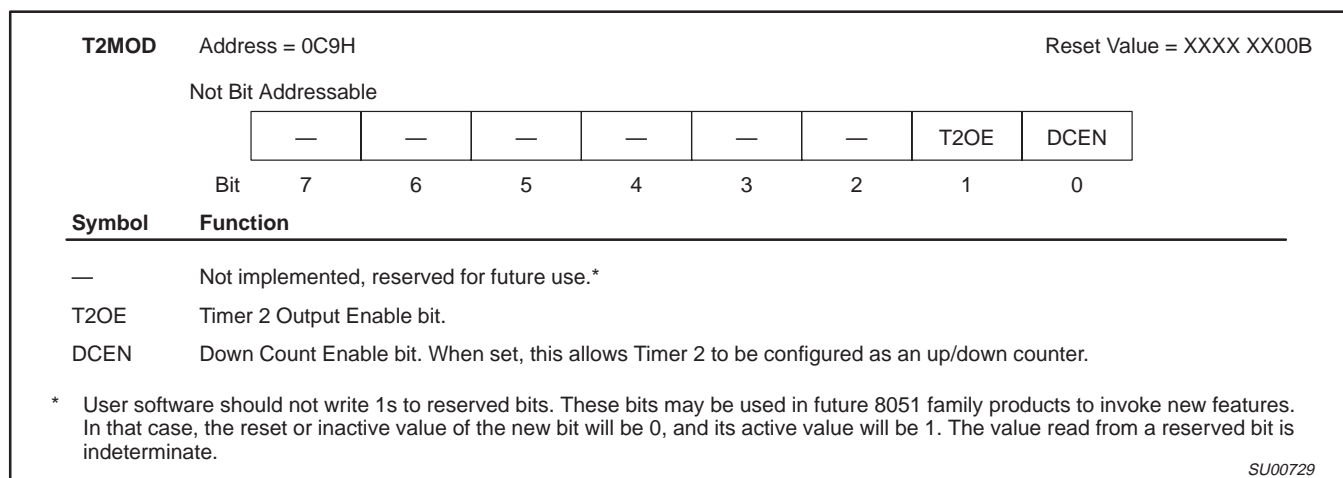 T2MOD Address = 0C9H Reset Value = XXXX XX00B
Not Bit Addressable
— — — — — — T2OE DCEN
Bit 7 6 5 4 3 2 1 0
Symbol Function
— Not implemented, reserved for future use.*
T2OE Timer 2 Output Enable bit.
DCEN Down Count Enable bit. When set, this allows Timer 2 to be configured as an up/down counter.
* User software should not write 1s to reserved bits. These bits may be used in future 8051 family products to invoke new features.
In that case, the reset or inactive value of the new bit will be 0, and its active value will be 1. The value read from a reserved bit is
indeterminate.
SU00729